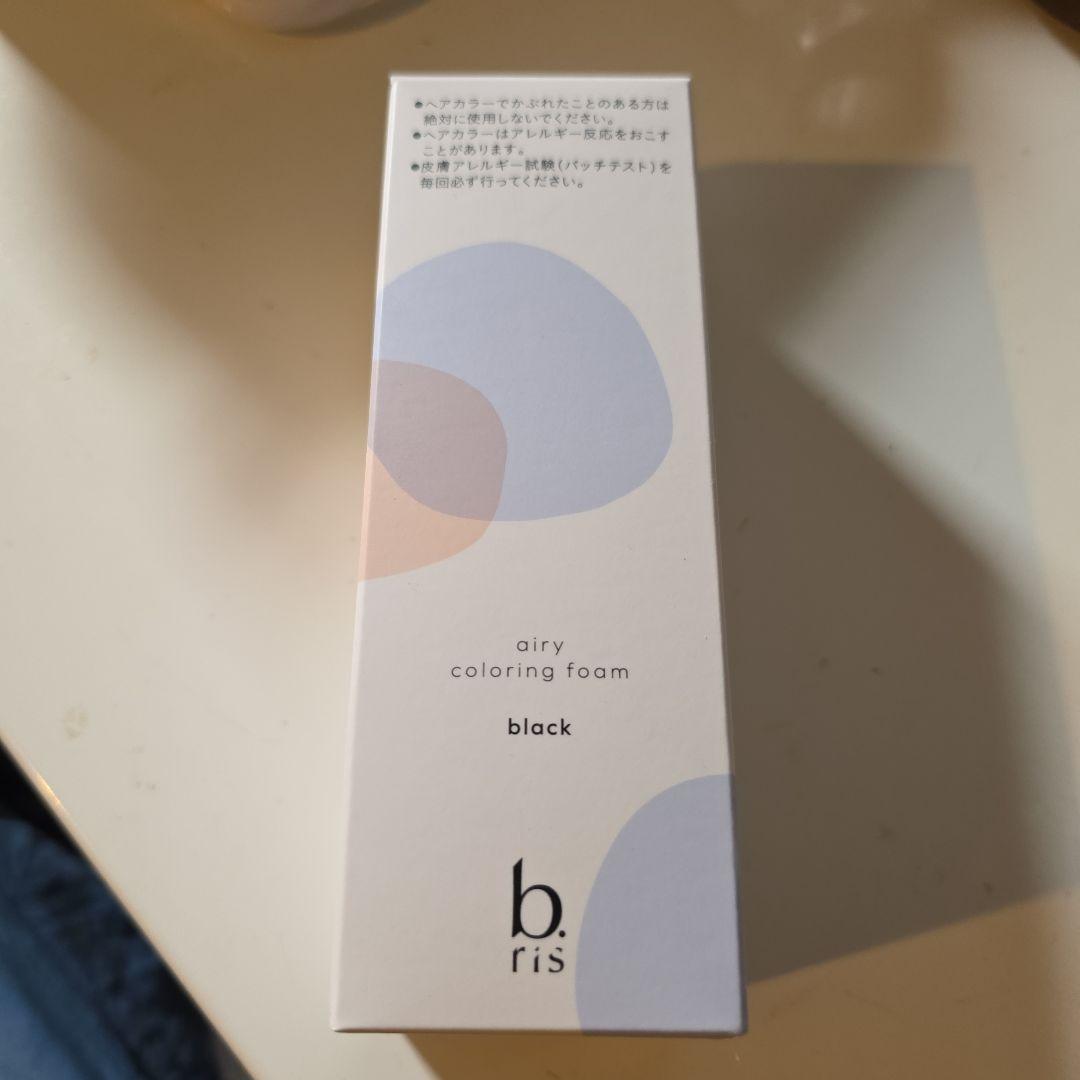 ●ヘアカラーでかぶれたことのある方は
絶対に使用しないでください。
●ヘアカラーはアレルギー反応をおこす
ことがあります。
●皮膚アレルギー試験(パッチテスト)を
毎回必ず行ってください。
airy
coloring foam
black
b.
ris